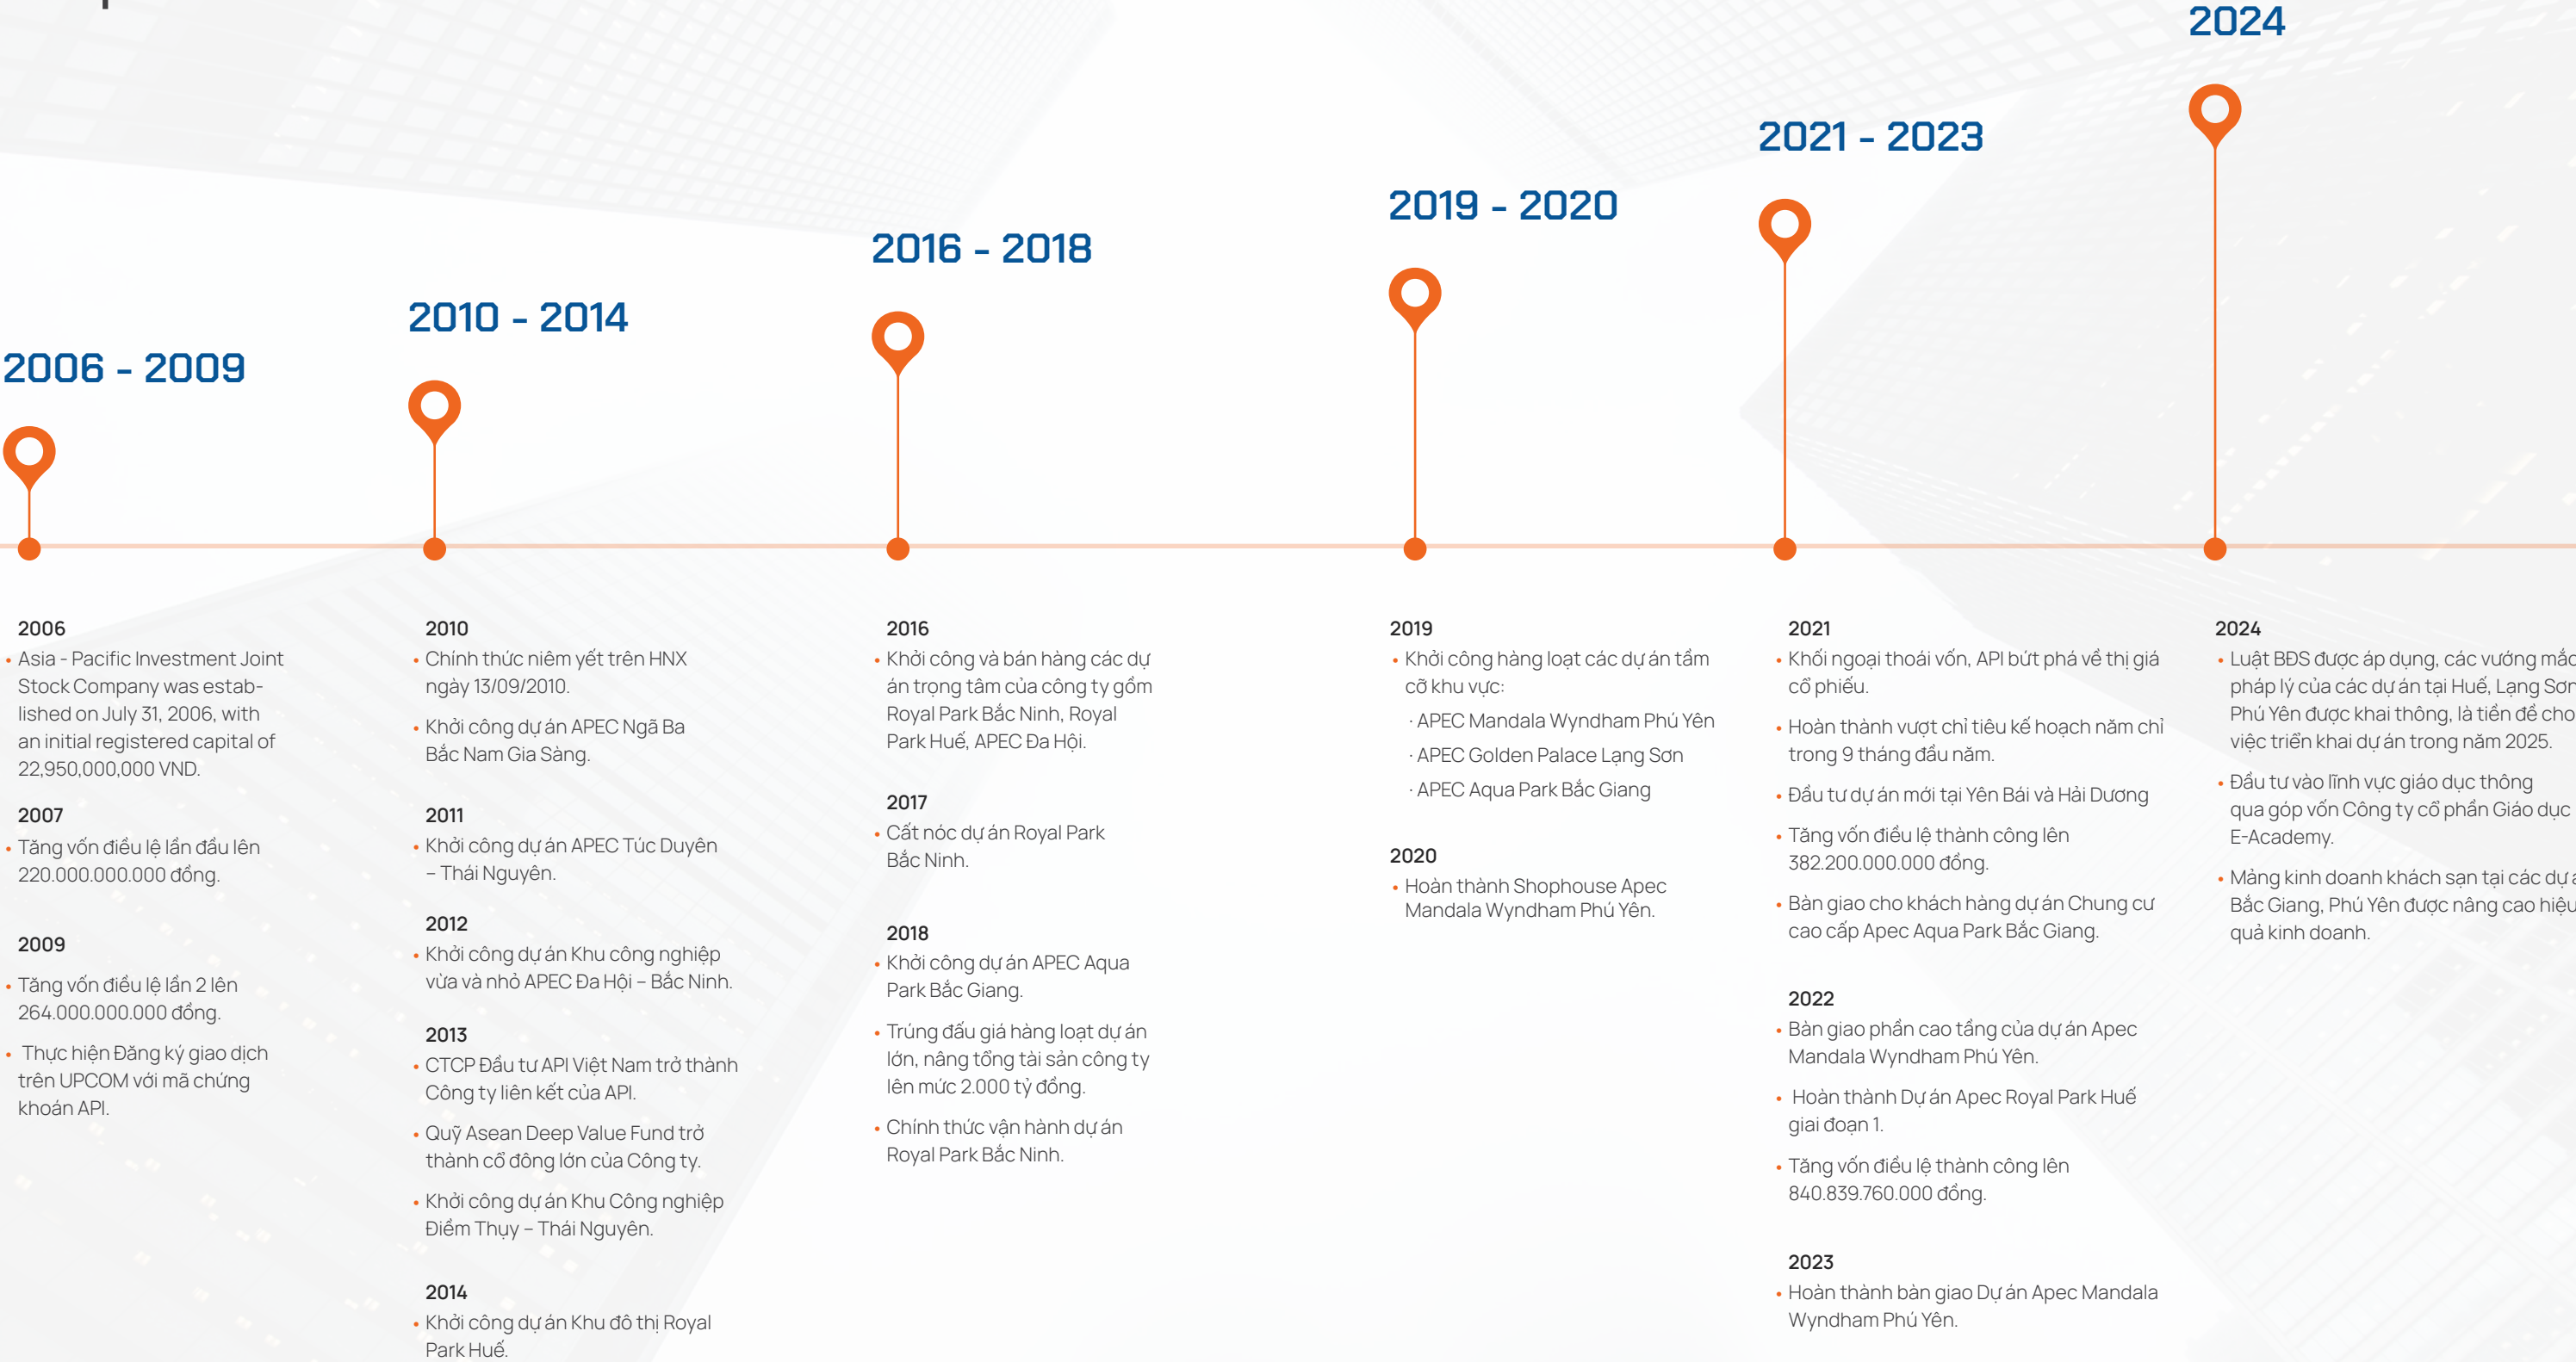 2006 - 2009
2006
• Asia - Pacific Investment Joint
Stock Company was estab-
lished on July 31, 2006, with
an initial registered capital of
22,950,000,000 VND.
2007
• Tăng vốn điều lệ lần đầu lên
220.000.000.000 đồng.
2009
• Tăng vốn điều lệ lần 2 lên
264.000.000.000 đồng.
• Thực hiện Đăng ký giao dịch
trên UPCOM với mã chứng
khoán API.
2010 - 2014
2010
• Chính thức niêm yết trên HNX
ngày 13/09/2010.
• Khởi công dự án APEC Ngã Ba
Bắc Nam Gia Sàng.
2011
• Khởi công dự án APEC Túc Duyên
– Thái Nguyên.
2012
• Khởi công dự án Khu công nghiệp
vừa và nhỏ APEC Đa Hội – Bắc Ninh.
2013
• CTCP Đầu tư API Việt Nam trở thành
Công ty liên kết của API.
• Quỹ Asean Deep Value Fund trở
thành cổ đông lớn của Công ty.
• Khởi công dự án Khu Công nghiệp
Điềm Thụy – Thái Nguyên.
2014
• Khởi công dự án Khu đô thị Royal
Park Huế.
2016 - 2018
2016
• Khởi công và bán hàng các dự
án trọng tâm của công ty gồm
Royal Park Bắc Ninh, Royal
Park Huế, APEC Đa Hội.
2017
• Cất nóc dự án Royal Park
Bắc Ninh.
2018
• Khởi công dự án APEC Aqua
Park Bắc Giang.
• Trúng đấu giá hàng loạt dự án
lớn, nâng tổng tài sản công ty
lên mức 2.000 tỷ đồng.
• Chính thức vận hành dự án
Royal Park Bắc Ninh.
2019 - 2020
2019
• Khởi công hàng loạt các dự án tầm
cỡ khu vực:
· APEC Mandala Wyndham Phú Yên
· APEC Golden Palace Lạng Sơn
· APEC Aqua Park Bắc Giang
2020
• Hoàn thành Shophouse Apec
Mandala Wyndham Phú Yên.
2021 - 2023
2021
• Khối ngoại thoái vốn, API bứt phá về thị giá
cổ phiếu.
• Hoàn thành vượt chỉ tiêu kế hoạch năm chỉ
trong 9 tháng đầu năm.
• Đầu tư dự án mới tại Yên Bái và Hải Dương
• Tăng vốn điều lệ thành công lên
382.200.000.000 đồng.
• Bàn giao cho khách hàng dự án Chung cư
cao cấp Apec Aqua Park Bắc Giang.
2022
• Bàn giao phần cao tầng của dự án Apec
Mandala Wyndham Phú Yên.
• Hoàn thành Dự án Apec Royal Park Huế
giai đoạn 1.
• Tăng vốn điều lệ thành công lên
840.839.760.000 đồng.
2023
• Hoàn thành bàn giao Dự án Apec Mandala
Wyndham Phú Yên.
2024
2024
• Luật BĐS được áp dụng, các vướng mắc
pháp lý của các dự án tại Huế, Lạng Sơn
Phú Yên được khai thông, là tiền đề cho
việc triển khai dự án trong năm 2025.
• Đầu tư vào lĩnh vực giáo dục thông
qua góp vốn Công ty cổ phần Giáo dục
E-Academy.
• Mảng kinh doanh khách sạn tại các dự
Bắc Giang, Phú Yên được nâng cao hiệu
quả kinh doanh.